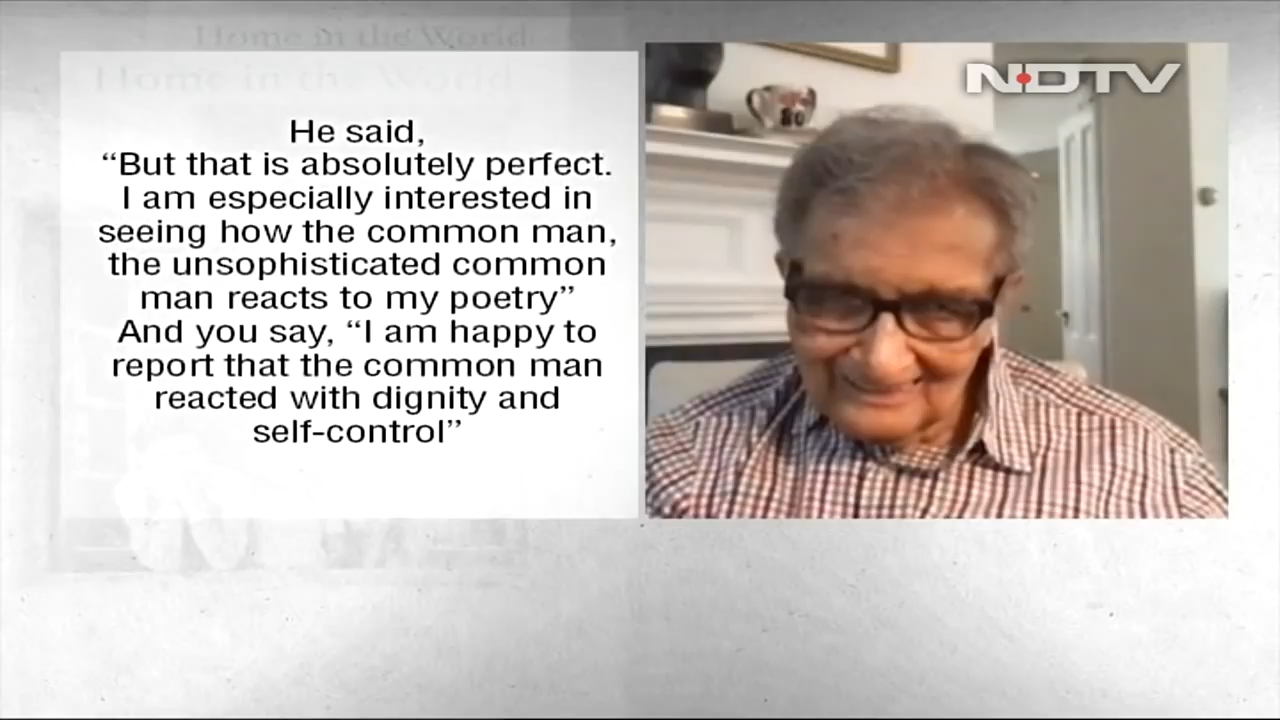 Home in the World
Home in the World
He said,
“But that is absolutely perfect.
I am especially interested in
seeing how the common man,
the unsophisticated common
man reacts to my poetry”
And you say, “I am happy to
report that the common man
reacted with dignity and
self-control”
NDTV
80